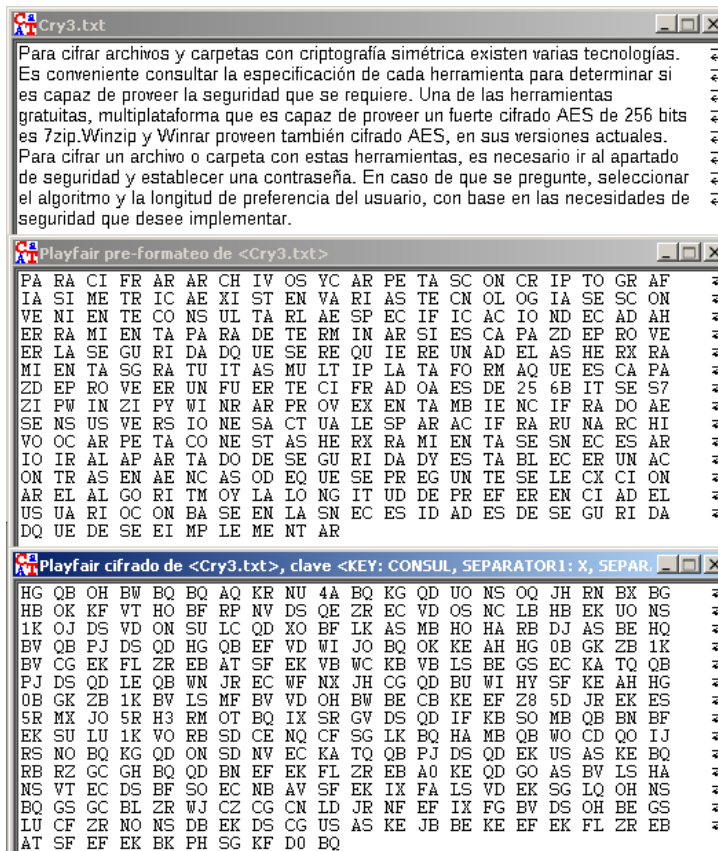 Cry3.txt
Para cifrar archivos y carpetas con criptografía simétrica existen varias tecnologías.
Es conveniente consultar la especificación de cada herramienta para determinar si
es capaz de proveer la seguridad que se requiere. Una de las herramientas
gratuitas, multiplataforma que es capaz de proveer un fuerte cifrado AES de 256 bits
es 7zip.Winzip y Winrar proveen también cifrado AES, en sus versiones actuales.
Para cifrar un archivo o carpeta con estas herramientas, es necesario ir al apartado
de seguridad y establecer una contraseña. En caso de que se pregunte, seleccionar
el algoritmo y la longitud de preferencia del usuario, con base en las necesidades de
seguridad que desee implementar.
Playfair pre-formateo de <Cry3.txt>
PA RA CI FR AR AR CH IV OS YC AR PE TA SC ON CR IP TO GR AF
IA SI ME TR IC AE XI ST EN VA RI AS TE CN OL OG IA SE SC ON
VE NI EN TE CO NS UL TA RL AE SP EC IF IC AC IO ND EC AD AH
ER RA MI EN TA PA RA DE TE RM IN AR SI ES CA PA ZD EP RO VE
ER LA SE GU RI DA DQ UE SE RE QU IE RE UN AD EL AS HE RX RA
MI EN TA SG RA TU IT AS MU LT IP LA TA FO RM AQ UE ES CA PA
ZD EP RO VE ER UN FU ER TE CI FR AD OA ES DE 25 6B IT SE S7
ZI PW IN ZI PY WI NR AR PR OV EX EN TA MB IE NC IF RA DO AE
SE NS US VE RS IO NE SA CT UA LE SP AR AC IF RA RU NA RC HI
VO OC AR PE TA CO NE ST AS HE RX RA MI EN TA SE SN EC ES AR
IO IR AL AP AR TA DO DE SE GU RI DA DY ES TA BL EC ER UN AC
ON TR AS EN AE NC AS OD EQ UE SE PR EG UN TE SE LE CX CI ON
AR EL AL GO RI TM OY LA LO NG IT UD DE PR EF ER EN CI AD EL
US UA RI OC ON BA SE EN LA SN EC ES ID AD ES DE SE GU RI DA
DQ UE DE SE EI MP LE ME NT AR
Playfair cifrado de <Cry3.txt>, clave <KEY: CONSUL, SEPARATOR1: X, SEPAR
HG QB OH BW BQ BQ AQ KR NU 4A BQ KG QD UO NS OQ JH RN BX BG
HB OK KF VT HO BF RP NV DS QE ZR EC VD OS NC LB HB EK UO NS
1K OJ DS VD ON SU LC QD XO BF LK AS MB HO HA RB DJ AS BE HQ
BV QB PJ DS QD HG QB EF VD WI JO BQ OK KE AH HG 0B GK ZB 1K
BV CG EK FL ZR EB AT SF EK VB WC KB VB LS BE GS EC KA TQ QB
PJ DS QD LE QB WN JR EC WF NX JH CG QD BU WI HY SF KE AH HG
0B GK ZB 1K BV LS MF BV VD OH BW BE CB KE EF Z8 5D JR EK ES
5R MX JO 5R H3 RM OT BQ IX SR GV DS QD IF KB SO MB QB BN BF
EK SU LU 1K VO RB SD CE NQ CF SG LK BQ HA MB QB WO CD QO IJ
RS NO BQ KG QD ON SD NV EC KA TQ QB PJ DS QD EK US AS KE BQ
RB RZ GC GH BQ QD BN EF EK FL ZR EB A0 KE QD GO AS BV LS HA
NS VT EC DS BF SO EC NB AV SF EK IX FA LS VD EK SG LQ OH NS
BQ GS GC BL ZR WJ CZ CG CN LD JR NF EF IX FG BV DS OH BE GS
LU CF ZR NO NS DB EK DS CG US AS KE JB BE KE EF EK FL ZR EB
AT SF EF EK BK PH SG KF D0 BQ